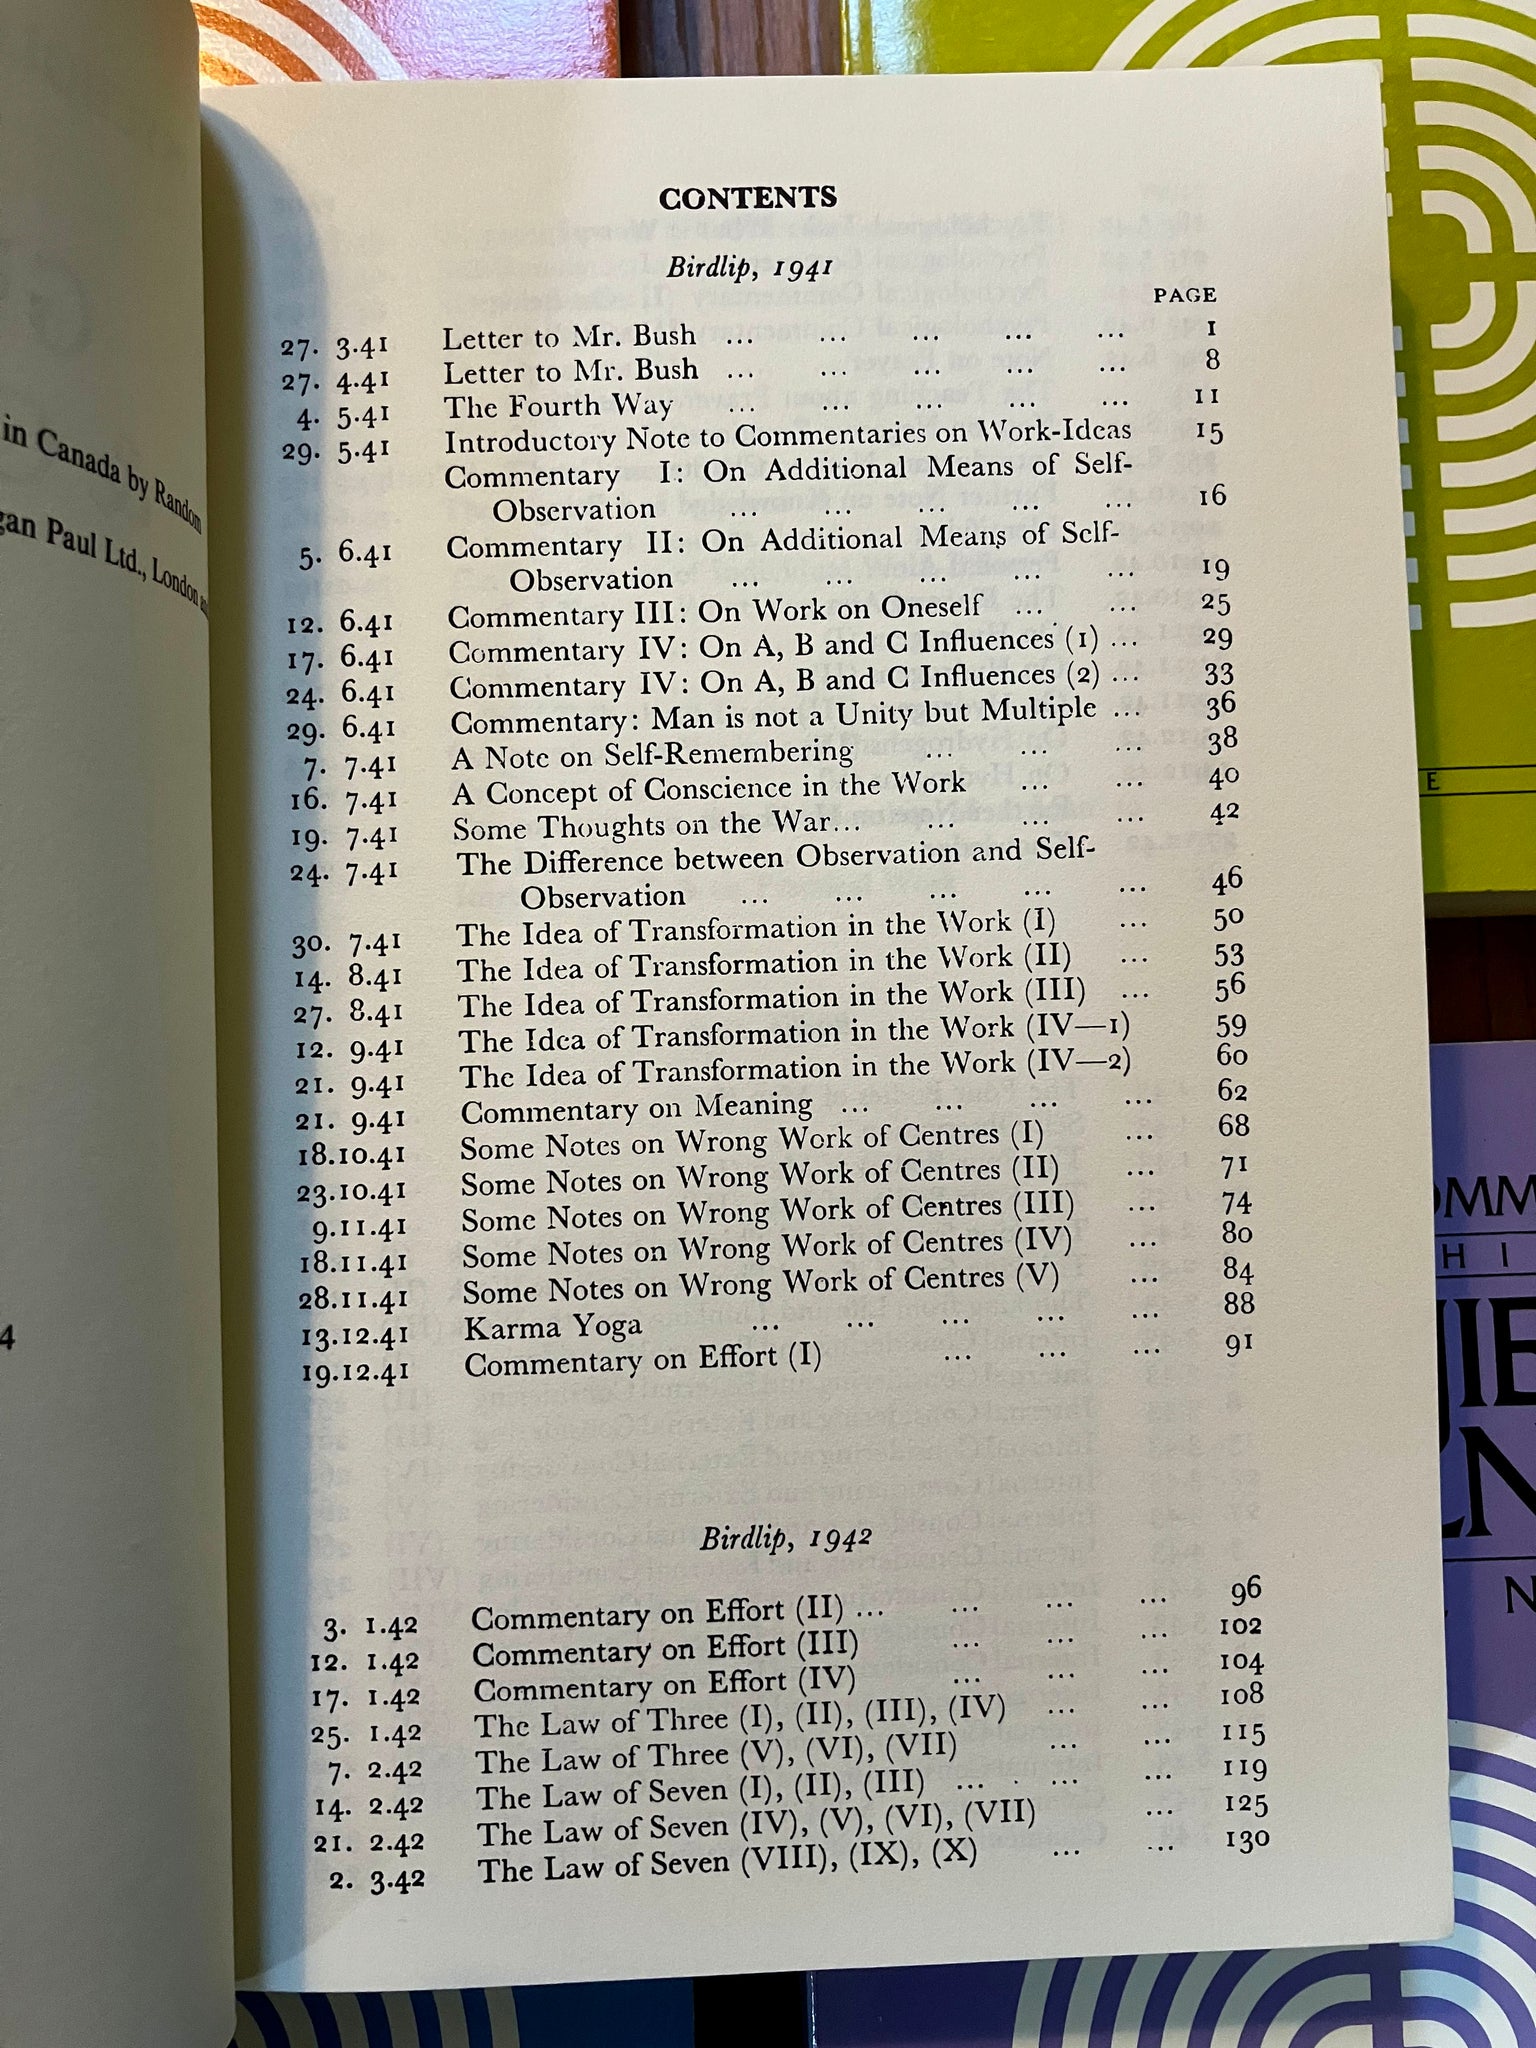 in Canada by Random
gan Paul Ltd., London
4
CONTENTS
Birdlip, 1941
PAGE
27. 3.41 Letter to Mr. Bush ... ... ... ... ... 1
27. 4.41 Letter to Mr. Bush ... ... ... ... ... 8
4. 5.41 The Fourth Way ... ... ... ... ... 11
29. 5.41 Introductory Note to Commentaries on Work-Ideas 15
Commentary I: On Additional Means of Self-
Observation ... ... ... ... ... 16
5. 6.41 Commentary II: On Additional Means of Self-
Observation ... ... ... ... ... 19
12. 6.41 Commentary III: On Work on Oneself ... ... 25
17. 6.41 Commentary IV: On A, B and C Influences (1) ... 29
24. 6.41 Commentary IV: On A, B and C Influences (2) ... 33
29. 6.41 Commentary: Man is not a Unity but Multiple ... 36
7. 7.41 A Note on Self-Remembering ... ... ... 38
16. 7.41 A Concept of Conscience in the Work ... ... 40
19. 7.41 Some Thoughts on the War... ... ... ... 42
24. 7.41 The Difference between Observation and Self-
Observation ... ... ... ... ... 46
30. 7.41 The Idea of Transformation in the Work (I) ... 50
14. 8.41 The Idea of Transformation in the Work (II) ... 53
27. 8.41 The Idea of Transformation in the Work (III) ... 56
12. 9.41 The Idea of Transformation in the Work (IV—1) 59
21. 9.41 The Idea of Transformation in the Work (IV—2) 60
21. 9.41 Commentary on Meaning ... ... ... ... 62
18.10.41 Some Notes on Wrong Work of Centres (I) ... 68
23.10.41 Some Notes on Wrong Work of Centres (II) ... 71
9.11.41 Some Notes on Wrong Work of Centres (III) ... 74
18.11.41 Some Notes on Wrong Work of Centres (IV) ... 80
28.11.41 Some Notes on Wrong Work of Centres (V) ... 84
13.12.41 Karma Yoga ... ... ... ... ... 88
19.12.41 Commentary on Effort (I) ... ... ... 91
Birdlip, 1942
3. 1.42 Commentary on Effort (II) ... ... ... ... 96
12. 1.42 Commentary on Effort (III) ... ... ... 102
17. 1.42 Commentary on Effort (IV) ... ... ... 104
25. 1.42 The Law of Three (I), (II), (III), (IV) ... ... 108
7. 2.42 The Law of Three (V), (VI), (VII) ... ... 115
14. 2.42 The Law of Seven (I), (II), (III) ... ... ... 119
21. 2.42 The Law of Seven (IV), (V), (VI), (VII) ... 125
2. 3.42 The Law of Seven (VIII), (IX), (X) ... ... 130
E
OMM
HI
JIE
N